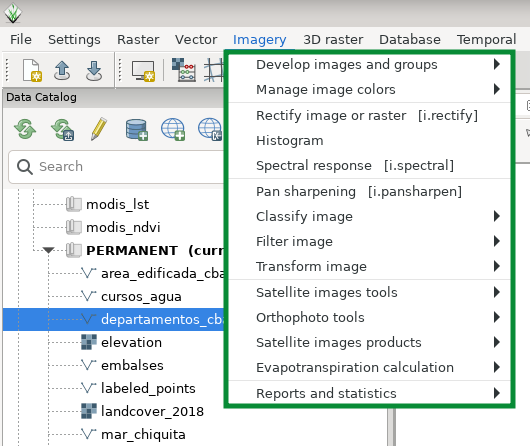 File Settings Raster Vector Imagery 3D raster Database Temporal
Data Catalog
Search
modis_lst
modis_ndvi
PERMANENT (curr
area_edificada_cba
cursos_agua
departamentos_cba
elevation
embalses
labeled_points
landcover_2018
mar_chiquita
Develop images and groups
Manage image colors
Rectify image or raster [i.rectify]
Histogram
Spectral response [i.spectral]
Pan sharpening [i.pansharpen]
Classify image
Filter image
Transform image
Satellite images tools
Orthophoto tools
Satellite images products
Evapotranspiration calculation
Reports and statistics